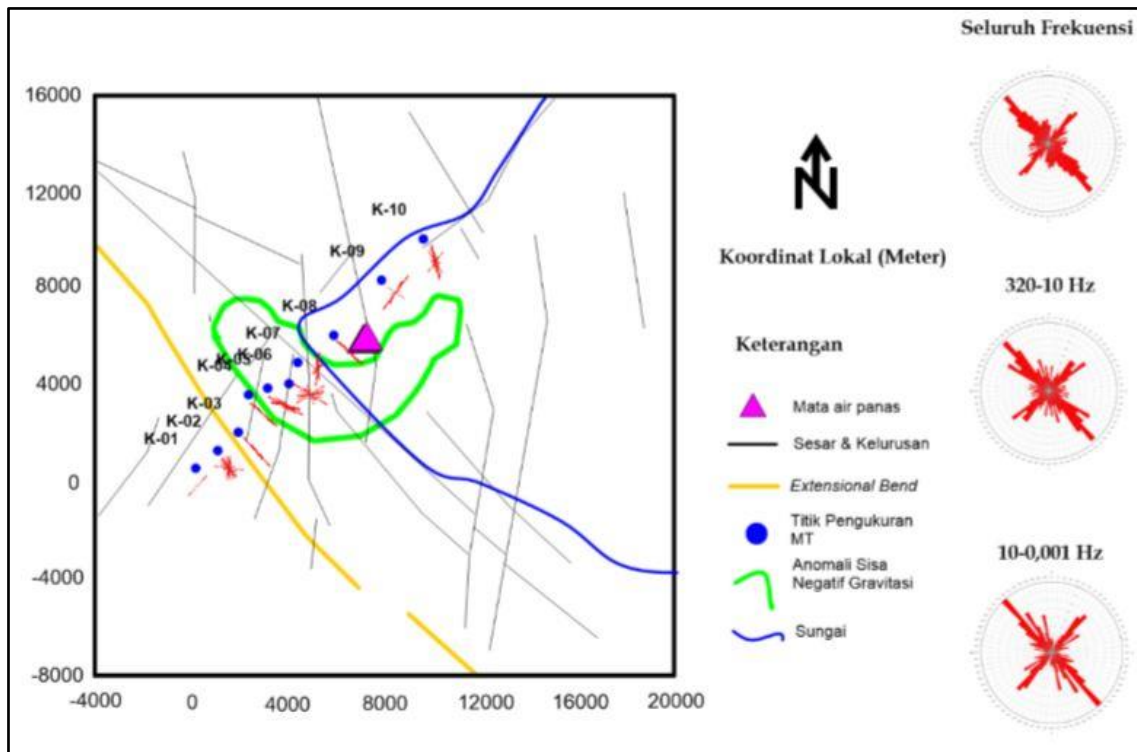 Seluruh Frekuensi
16000
12000
8000
4000
0
-4000
-8000
-4000
0
4000
8000
12000
16000
20000
K-10
K-09
K-08
K-07
K-06
K-05
K-04
K-03
K-02
K-01
N
Koordinat Lokal (Meter)
320-10 Hz
Keterangan
Mata air panas
Sesar & Kelurusan
Extensional Bend
Titik Pengukuran
MT
Anomali Sisa
Negatif Gravitasi
Sungai
10-0,001 Hz